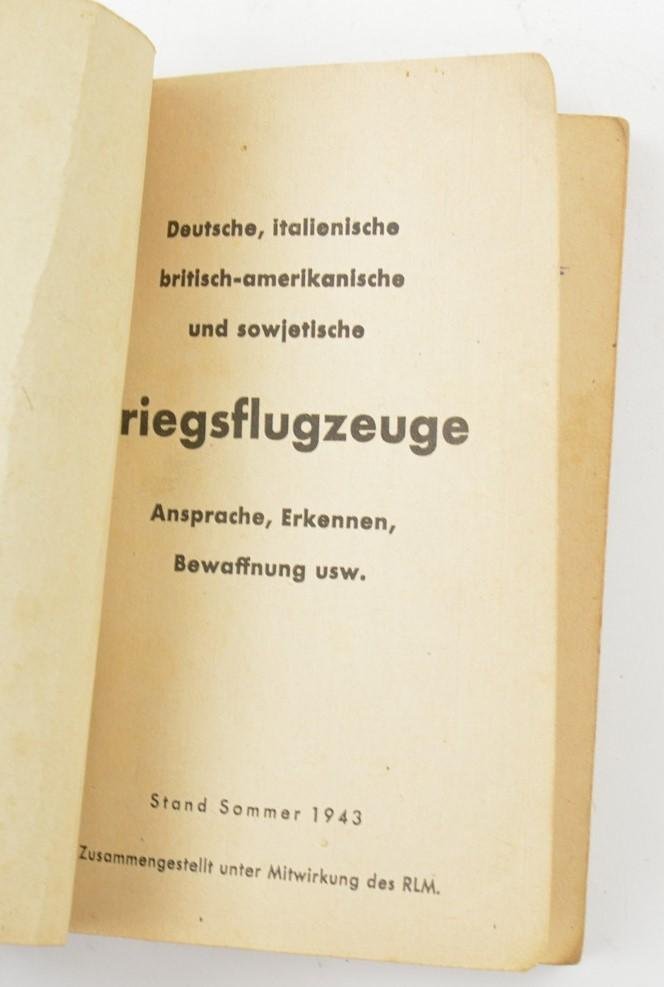 Deutsche, italienische
britisch-amerikanische
und sowjetische
riegsflugzeuge
Ansprache, Erkennen,
Bewaffnung usw.
Stand Sommer 1943
Zusammengestellt unter Mitwirkung des RLM.